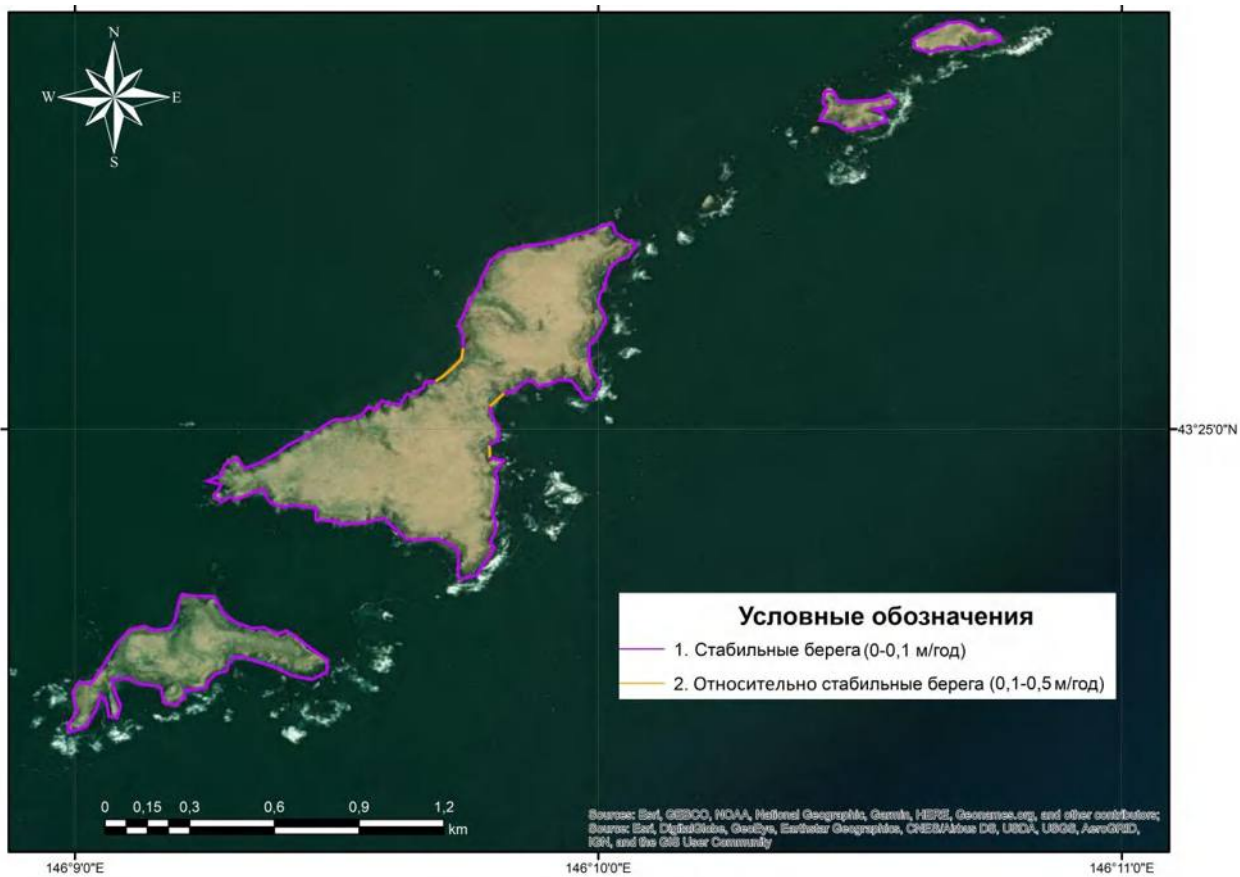 N
W E
S
43°25'0"N
Условные обозначения
1. Стабильные берега (0-0,1 м/год)
2. Относительно стабильные берега (0,1-0,5 м/год)
0 0,15 0,3 0,6 0,9 1,2
km
Sources: Esri, GEBCO, NOAA, National Geographic, Garmin, HERE, Geonames.org, and other contributors;
Source: Esri, DigitalGlobe, GeoEye, Earthstar Geographics, CNES/Airbus DS, USDA, USGS, AeroGRID,
IGN, and the GIS User Community
146°9'0"E 146°10'0"E 146°11'0"E